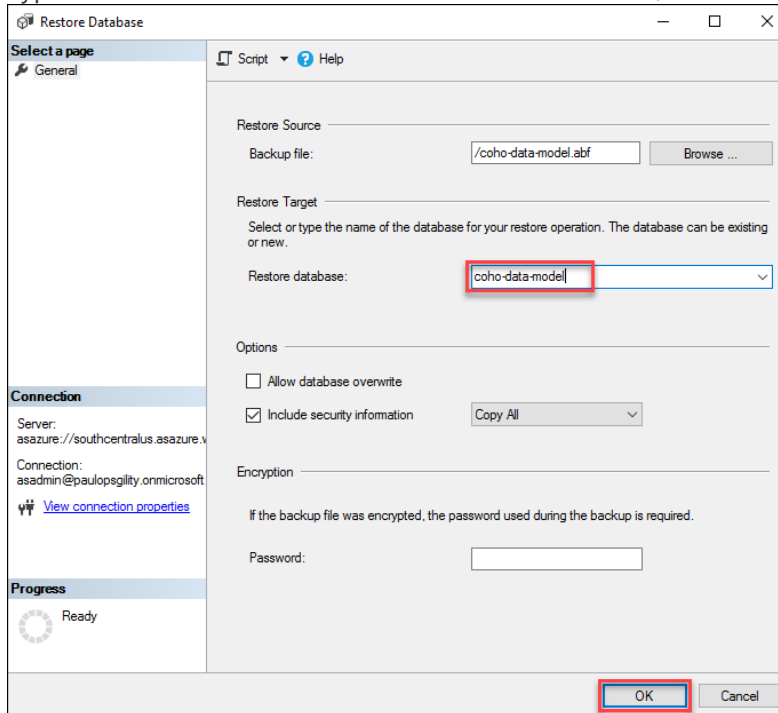 Restore Database
Select a page
General
Script
Help
Restore Source
Backup file:
/coho-data-model.abf
Browse ...
Restore Target
Select or type the name of the database for your restore operation. The database can be existing
or new.
Restore database:
coho-data-model
Options
Allow database overwrite
Include security information
Copy All
Connection
Server:
asazure://southcentralus.asazure.w
Connection:
asadmin@paulopsgility.onmicrosoft
View connection properties
Encryption
If the backup file was encrypted, the password used during the backup is required.
Password:
Progress
Ready
OK
Cancel